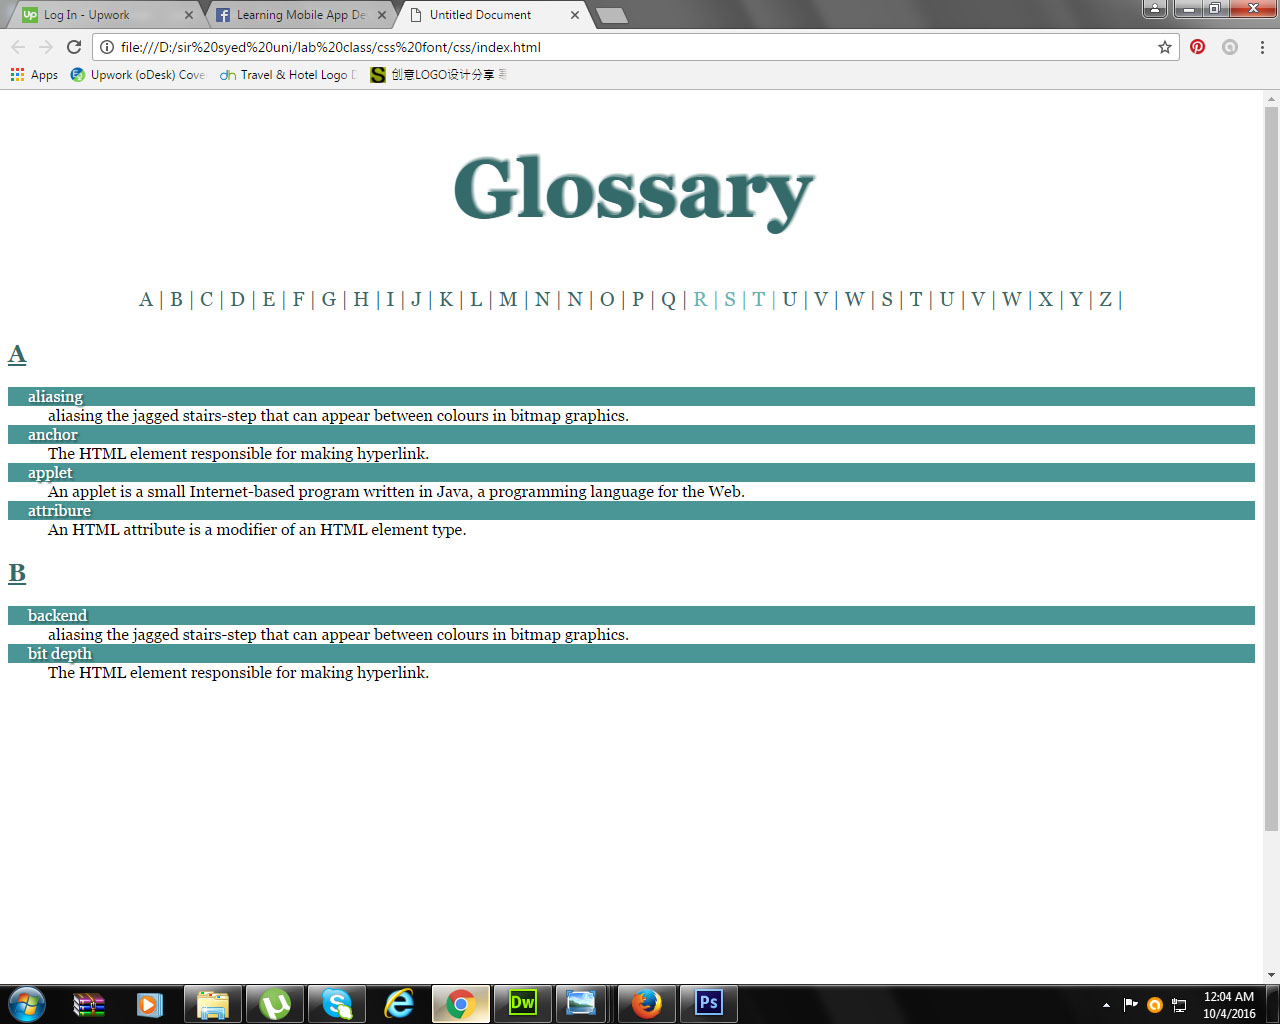 Up Log In - Upwork
Learning Mobile App De
Untitled Document
file:///D:/sir%20syed%20uni/lab%20class/css%20font/css/index.html
Apps
Upwork (oDesk) Cove
dh Travel & Hotel Logo D
S 创意LOGO设计分享
Glossary
A | B | C | D | E | F | G | H | I | J | K | L | M | N | N | O | P | Q | R | S | T | U | V | W | S | T | U | V | W | X | Y | Z |
A
aliasing
aliasing the jagged stairs-step that can appear between colours in bitmap graphics.
anchor
The HTML element responsible for making hyperlink.
applet
An applet is a small Internet-based program written in Java, a programming language for the Web.
attribure
An HTML attribute is a modifier of an HTML element type.
B
backend
aliasing the jagged stairs-step that can appear between colours in bitmap graphics.
bit depth
The HTML element responsible for making hyperlink.
Dw
Ps
12:04 AM
10/4/2016